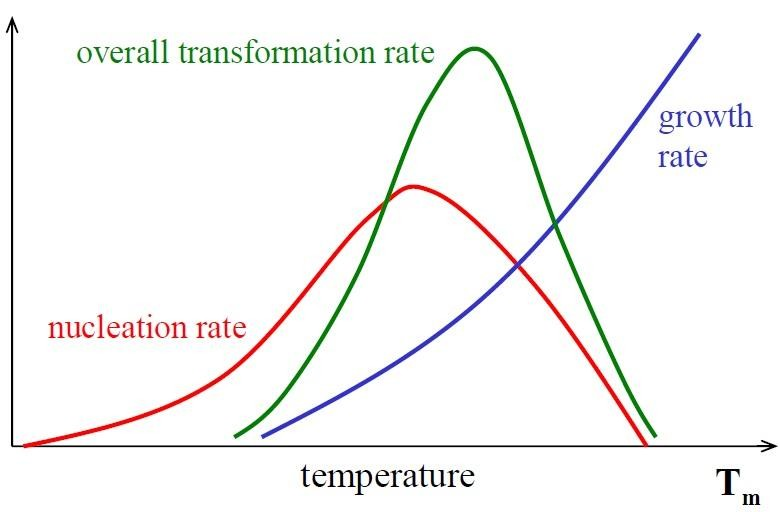 overall transformation rate
growth
rate
nucleation rate
temperature
Tm